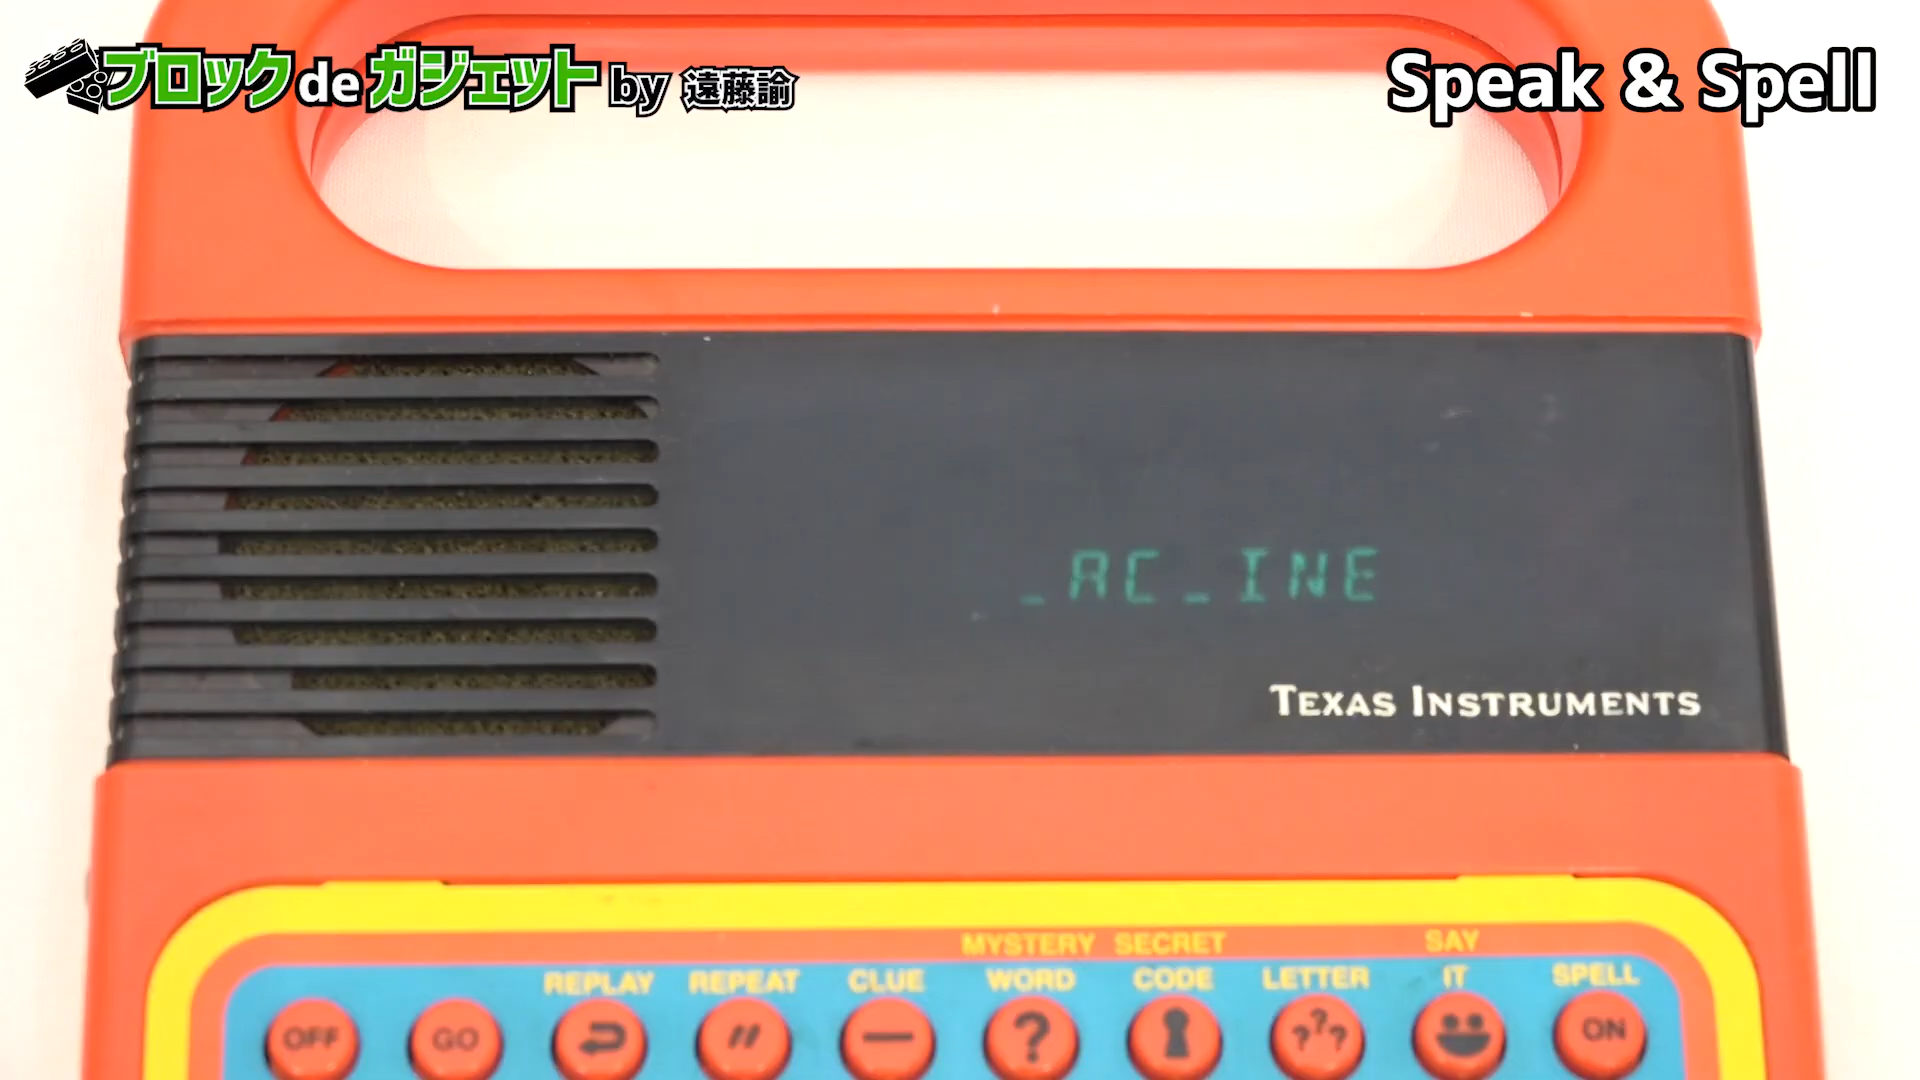 ブロックdeガジェット by 遠藤諭
Speak & Spell
_AC_INE
TEXAS INSTRUMENTS
MYSTERY SECRET SAY
REPLAY REPEAT CLUE WORD CODE LETTER IT SPELL
OFF GO ? ??? ON